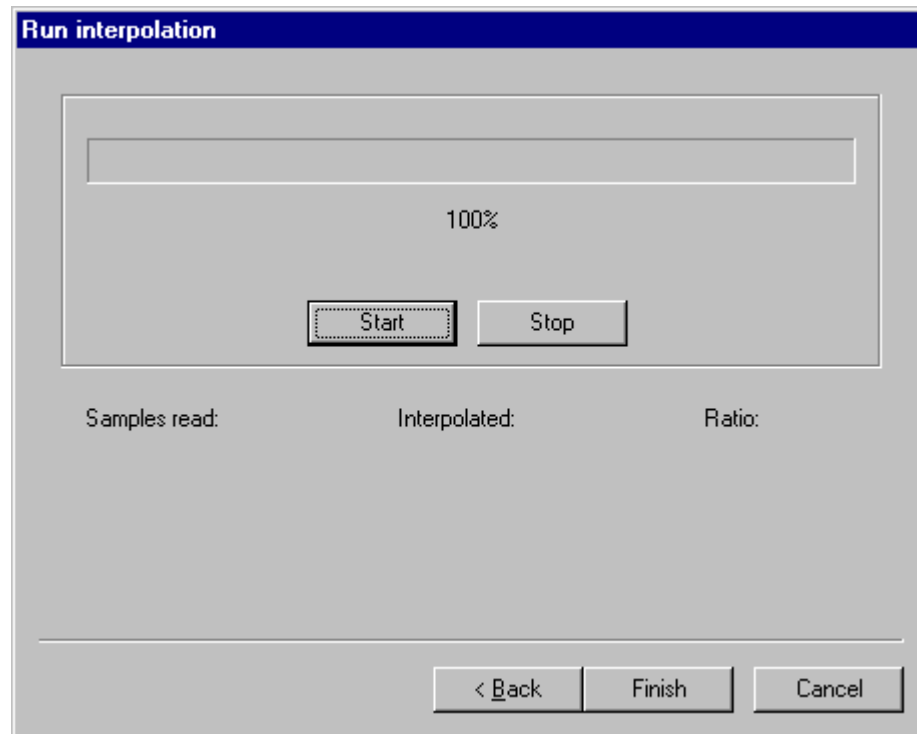 Run interpolation
100%
Start Stop
Samples read: Interpolated: Ratio:
< Back Finish Cancel